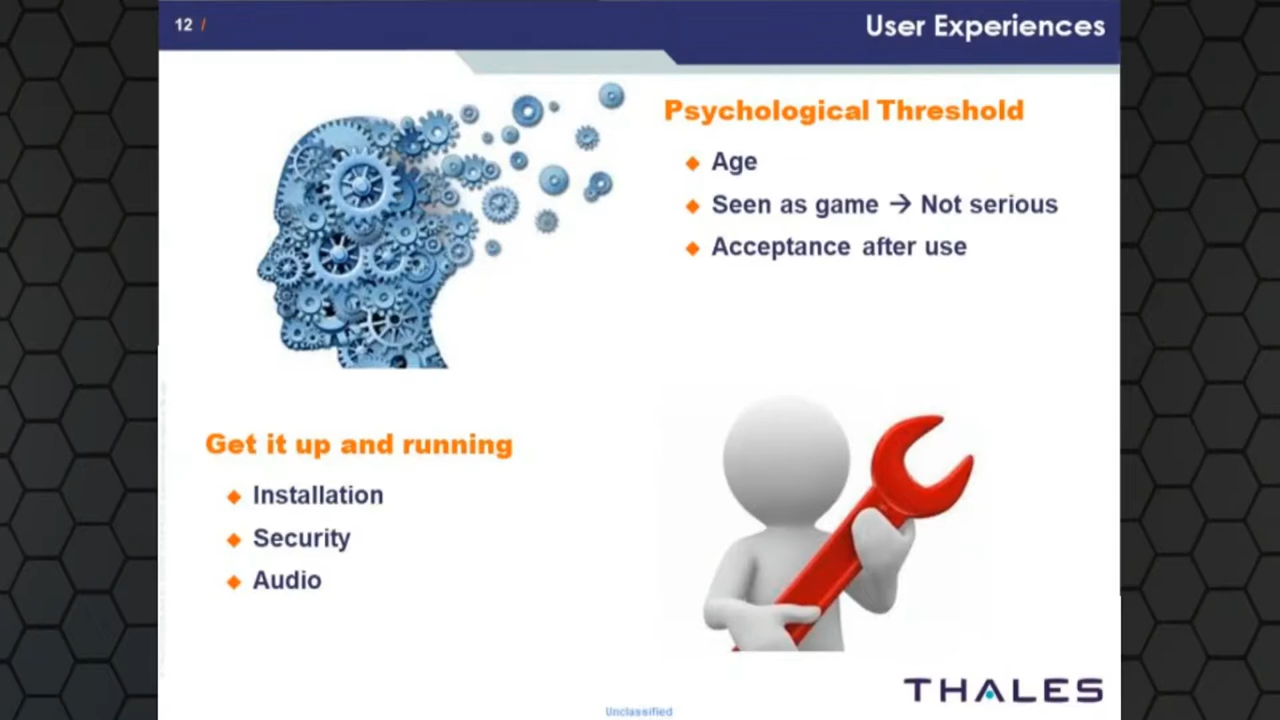 12 /
User Experiences
Psychological Threshold
Age
Seen as game → Not serious
Acceptance after use
Get it up and running
Installation
Security
Audio
THALES
Unclassified